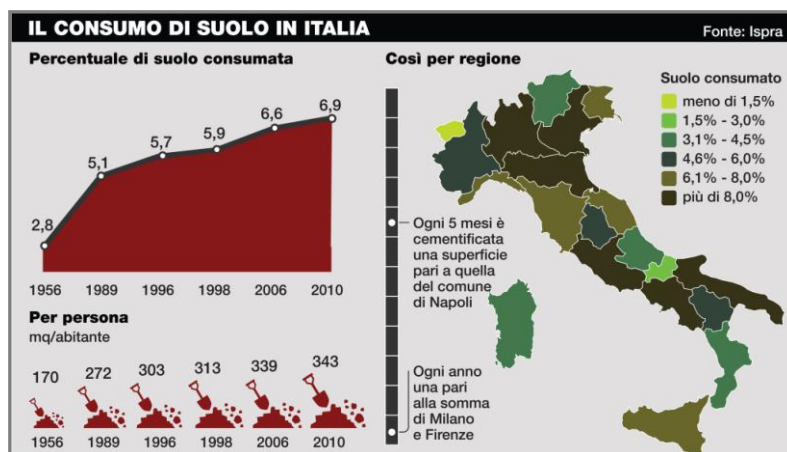 IL CONSUMO DI SUOLO IN ITALIA
Fonte: Ispra
Percentuale di suolo consumata
2,8
5,1
5,7
5,9
6,6
6,9
1956 1989 1996 1998 2006 2010
Per persona
mq/abitante
170 272 303 313 339 343
1956 1989 1996 1998 2006 2010
Così per regione
Ogni 5 mesi è
cementificata
una superficie
pari a quella
del comune
di Napoli
Ogni anno
una pari
alla somma
di Milano
e Firenze
Suolo consumato
meno di 1,5%
1,5% - 3,0%
3,1% - 4,5%
4,6% - 6,0%
6,1% - 8,0%
più di 8,0%